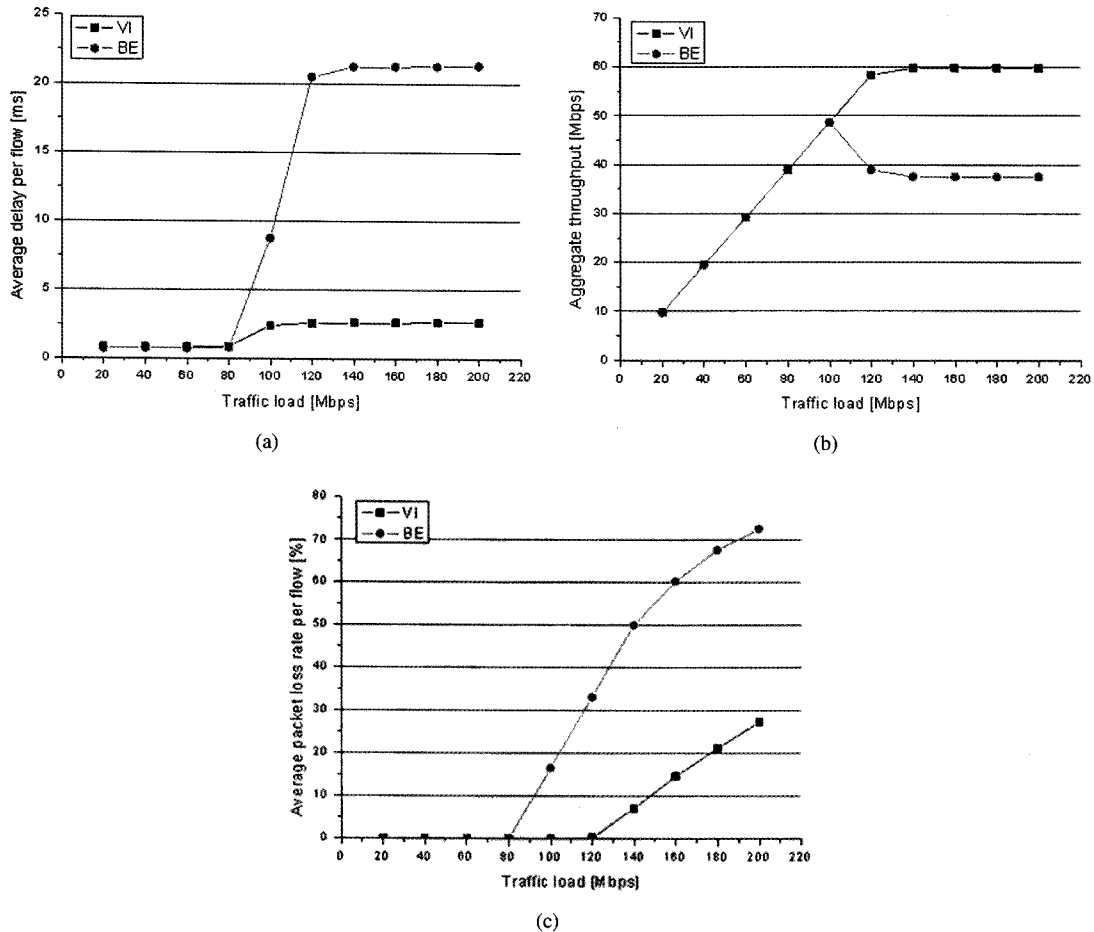 VI
BE
Average delay per flow [ms]
25
20
15
10
5
0
0 20 40 60 80 100 120 140 160 180 200 220
Traffic load [Mbps]
(a)
VI
BE
Aggregate throughput [Mbps]
70
60
50
40
30
20
10
0
0 20 40 60 80 100 120 140 160 180 200 220
Traffic load [Mbps]
(b)
VI
BE
Average packet loss rate per flow [%]
80
70
60
50
40
30
20
10
0
0 20 40 60 80 100 120 140 160 180 200 220
Traffic load [Mbps]
(c)